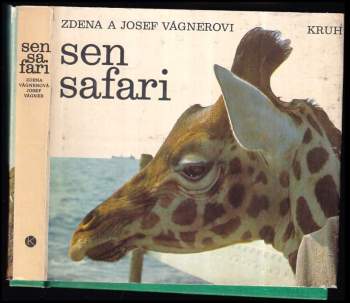 ZDENA A JOSEF VÁGNEROVI
KRUH
sen
safari
sen
sa
fari
ZDENA
VÁGNEROVÁ
JOSEF
VÁGNER
K